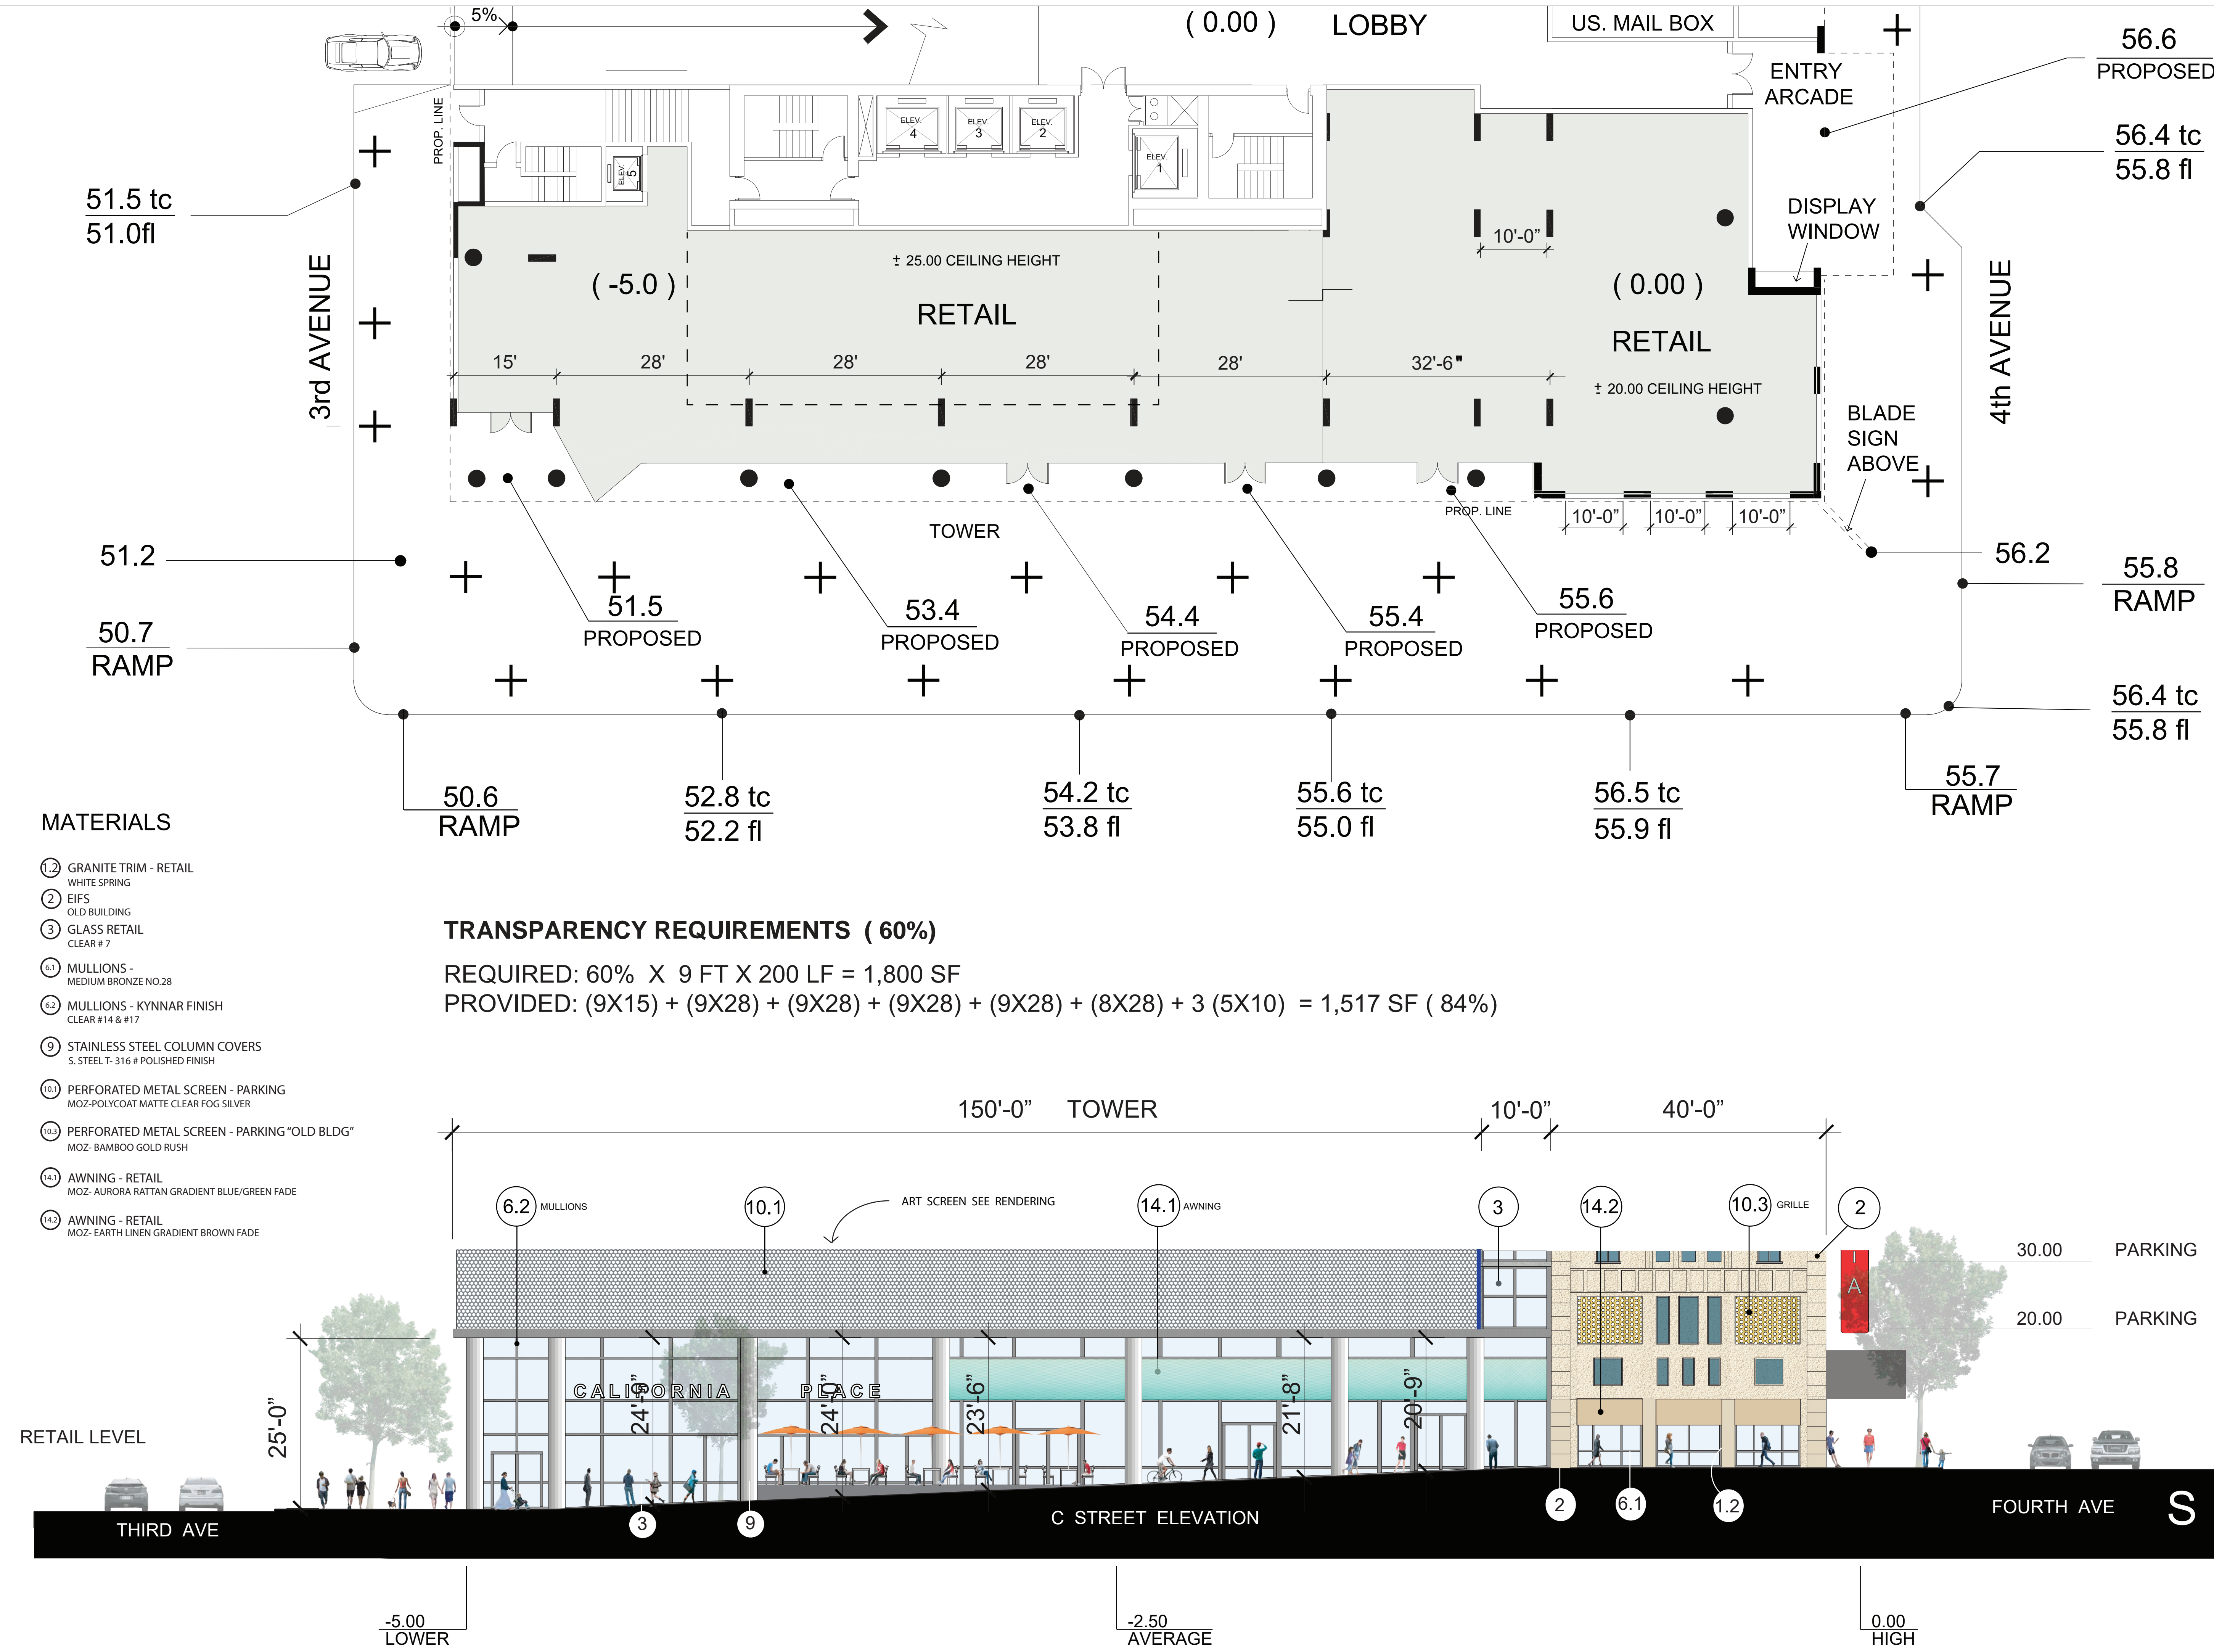 5%
( 0.00 )
LOBBY
US. MAIL BOX
56.6
PROPOSED
ENTRY
ARCADE
PROP. LINE
ELEV.
4
ELEV.
3
ELEV.
2
ELEV.
1
ELEV.
5
56.4 tc
55.8 fl
51.5 tc
51.0fl
DISPLAY
WINDOW
10'-0"
3rd AVENUE
( -5.0 )
± 25.00 CEILING HEIGHT
RETAIL
( 0.00 )
RETAIL
4th AVENUE
15'
28'
28'
28'
28'
32'-6"
± 20.00 CEILING HEIGHT
BLADE
SIGN
ABOVE
PROP. LINE
10'-0"
10'-0"
10'-0"
TOWER
51.2
56.2
55.8
RAMP
51.5
PROPOSED
53.4
PROPOSED
54.4
PROPOSED
55.4
PROPOSED
55.6
PROPOSED
50.7
RAMP
56.4 tc
55.8 fl
50.6
RAMP
52.8 tc
52.2 fl
54.2 tc
53.8 fl
55.6 tc
55.0 fl
56.5 tc
55.9 fl
55.7
RAMP
MATERIALS
1.2 GRANITE TRIM - RETAIL
WHITE SPRING
2 EIFS
OLD BUILDING
3 GLASS RETAIL
CLEAR # 7
6.1 MULLIONS -
MEDIUM BRONZE NO.28
6.2 MULLIONS - KYNNAR FINISH
CLEAR #14 & #17
9 STAINLESS STEEL COLUMN COVERS
S. STEEL T- 316 # POLISHED FINISH
10.1 PERFORATED METAL SCREEN - PARKING
MOZ-POLYCOAT MATTE CLEAR FOG SILVER
10.3 PERFORATED METAL SCREEN - PARKING "OLD BLDG"
MOZ- BAMBOO GOLD RUSH
14.1 AWNING - RETAIL
MOZ- AURORA RATTAN GRADIENT BLUE/GREEN FADE
14.2 AWNING - RETAIL
MOZ- EARTH LINEN GRADIENT BROWN FADE
TRANSPARENCY REQUIREMENTS ( 60%)
REQUIRED: 60% X 9 FT X 200 LF = 1,800 SF
PROVIDED: (9X15) + (9X28) + (9X28) + (9X28) + (9X28) + (8X28) + 3 (5X10) = 1,517 SF ( 84%)
150'-0" TOWER
10'-0"
40'-0"
6.2 MULLIONS
10.1
ART SCREEN SEE RENDERING
14.1 AWNING
3
14.2
10.3 GRILLE
2
I
A
30.00 PARKING
20.00 PARKING
25'-0"
CALIFORNIA PLACE
24'-9"
24'-0"
23'-6"
21'-8"
20'-9"
RETAIL LEVEL
3
9
2
6.1
1.2
THIRD AVE
C STREET ELEVATION
FOURTH AVE
S
-5.00
LOWER
-2.50
AVERAGE
0.00
HIGH